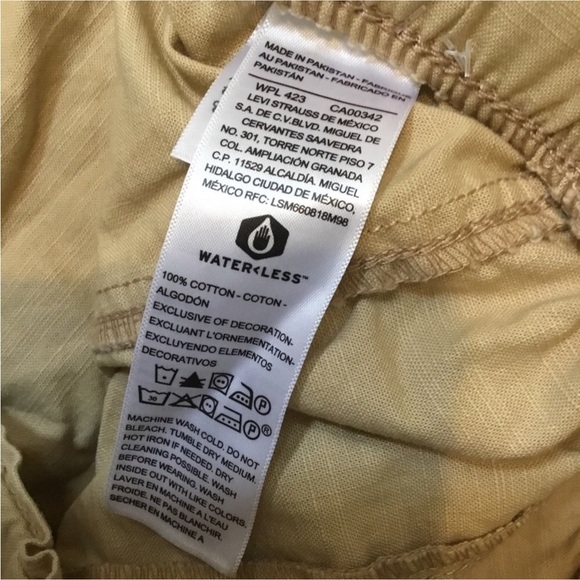 MADE IN PAKISTAN - FABRIQUÉ
AU PAKISTAN - FABRICADO EN
PAKISTÁN
WPL 423 CA00342
LEVI STRAUSS DE MÉXICO
S.A. DE C.V.BLVD. MIGUEL DE
CERVANTES SAAVEDRA
NO. 301, TORRE NORTE PISO 7
COL. AMPLIACIÓN GRANADA
C.P. 11529 ALCALDÍA. MIGUEL
HIDALGO CIUDAD DE MÉXICO,
MÉXICO RFC: LSM660818M98
WATER<LESS™
100% COTTON - COTON -
ALGODÓN
EXCLUSIVE OF DECORATION-
EXCLUANT L'ORNEMENTATION-
EXCLUYENDO ELEMENTOS
DECORATIVOS
P
30 P®
MACHINE WASH COLD. DO NOT
BLEACH. TUMBLE DRY MEDIUM.
HOT IRON IF NEEDED. DRY
CLEANING POSSIBLE. WASH
BEFORE WEARING. WASH
INSIDE OUT WITH LIKE COLORS.
LAVER EN MACHINE A L'EAU
FROIDE. NE PAS BLANCHIR.
SECHER EN MACHINE A